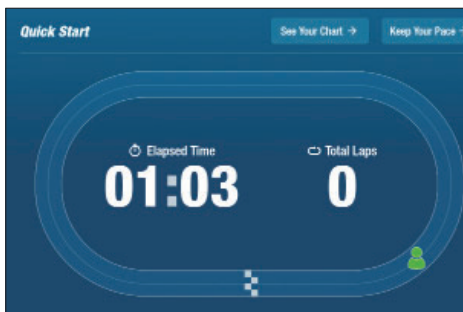 Quick Start
See Your Chart →
Keep Your Pace
Elapsed Time
Total Laps
01:03
0